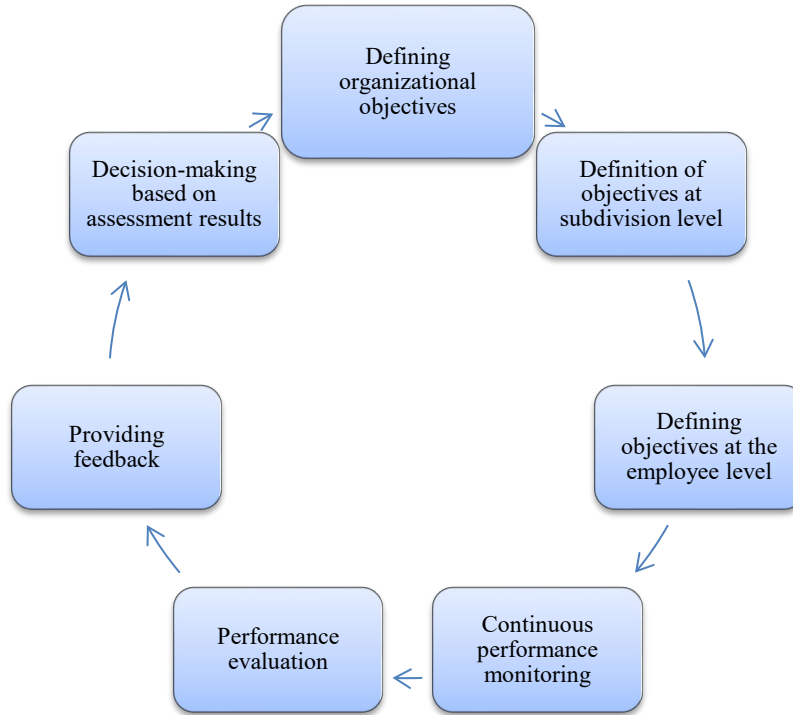 Defining
organizational
objectives
Definition of
objectives at
subdivision level
Defining
objectives at the
employee level
Continuous
performance
monitoring
Performance
evaluation
Providing
feedback
Decision-making
based on
assessment results